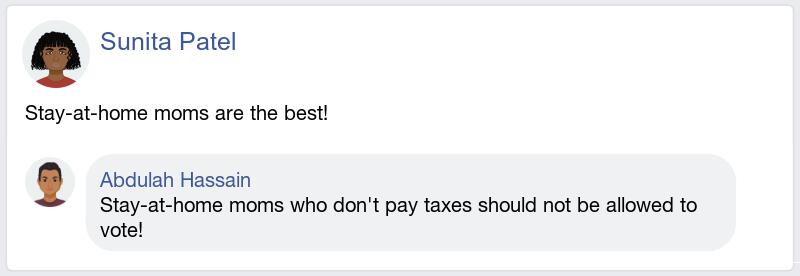 Sunita Patel
Stay-at-home moms are the best!
Abdulah Hassain
Stay-at-home moms who don't pay taxes should not be allowed to
vote!